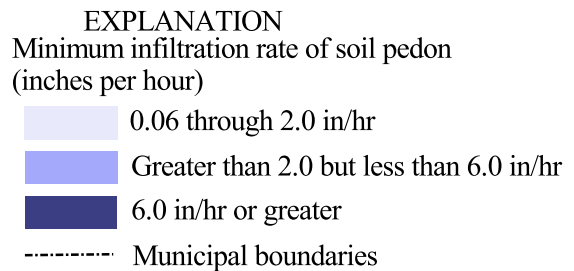 EXPLANATION
Minimum infiltration rate of soil pedon
(inches per hour)
0.06 through 2.0 in/hr
Greater than 2.0 but less than 6.0 in/hr
6.0 in/hr or greater
Municipal boundaries